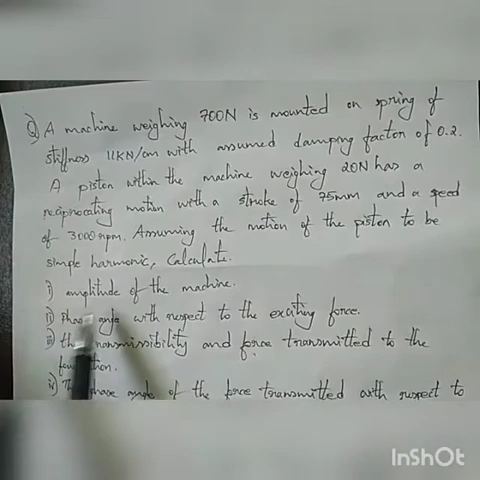 Q) A machine weighing 700N is mounted on spring of
stiffness 11KN/cm with assumed damping factor of 0.2.
A piston within the machine weighing 20N has a
reciprocating motion with a stroke of 75mm and a speed
of 3000 rpm. Assuming the motion of the piston to be
simple harmonic, Calculate.
i) amplitude of the machine.
ii) Phase angle with respect to the exciting force.
iii) the transmissibility and force transmitted to the
iv) phase angle of the force transmitted with respect to
InShOt